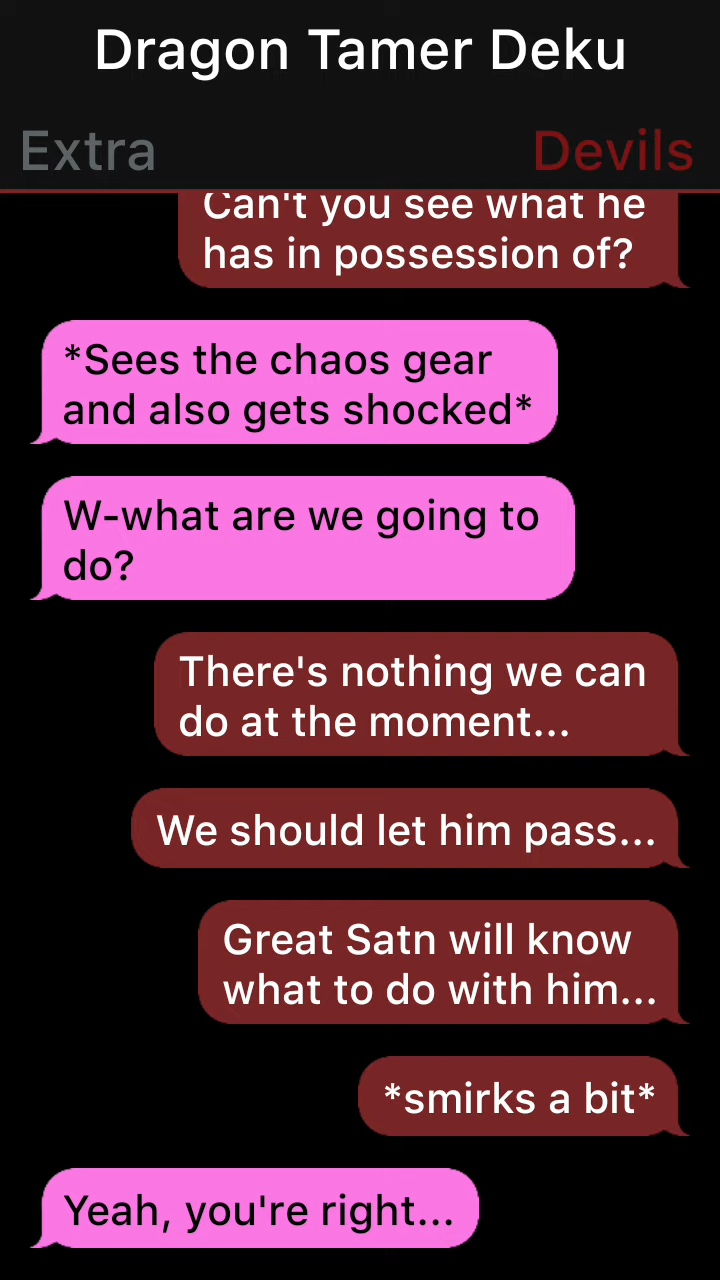 Dragon Tamer Deku
Extra
Devils
Can't you see what he
has in possession of?
*Sees the chaos gear
and also gets shocked*
W-what are we going to
do?
There's nothing we can
do at the moment...
We should let him pass...
Great Satn will know
what to do with him...
*smirks a bit*
Yeah, you're right...